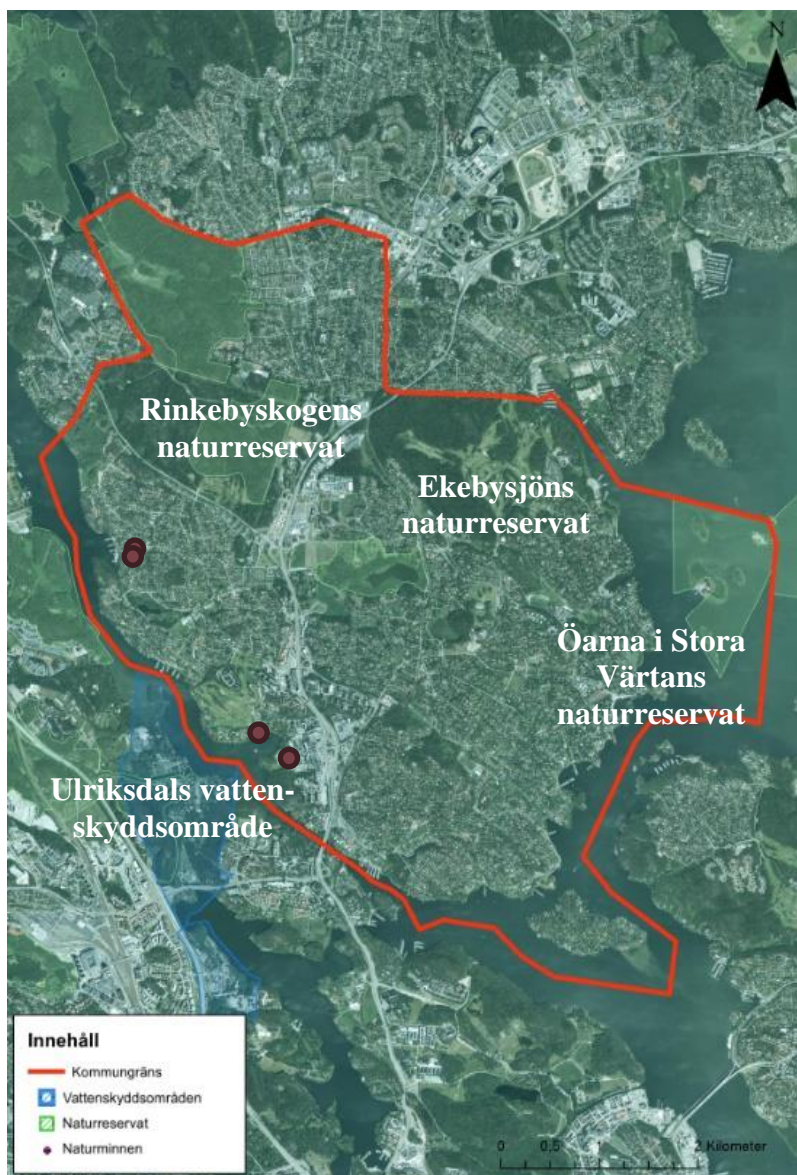 N
Rinkebyskogens
naturreservat
Ekebysjöns
naturreservat
Öarna i Stora
Värtans
naturreservat
Ulriksdals vatten-
skyddsområde
Innehåll
Kommungräns
Vattenskyddsområden
Naturreservat
Naturminnen
0 0,5 1 2 Kilometer